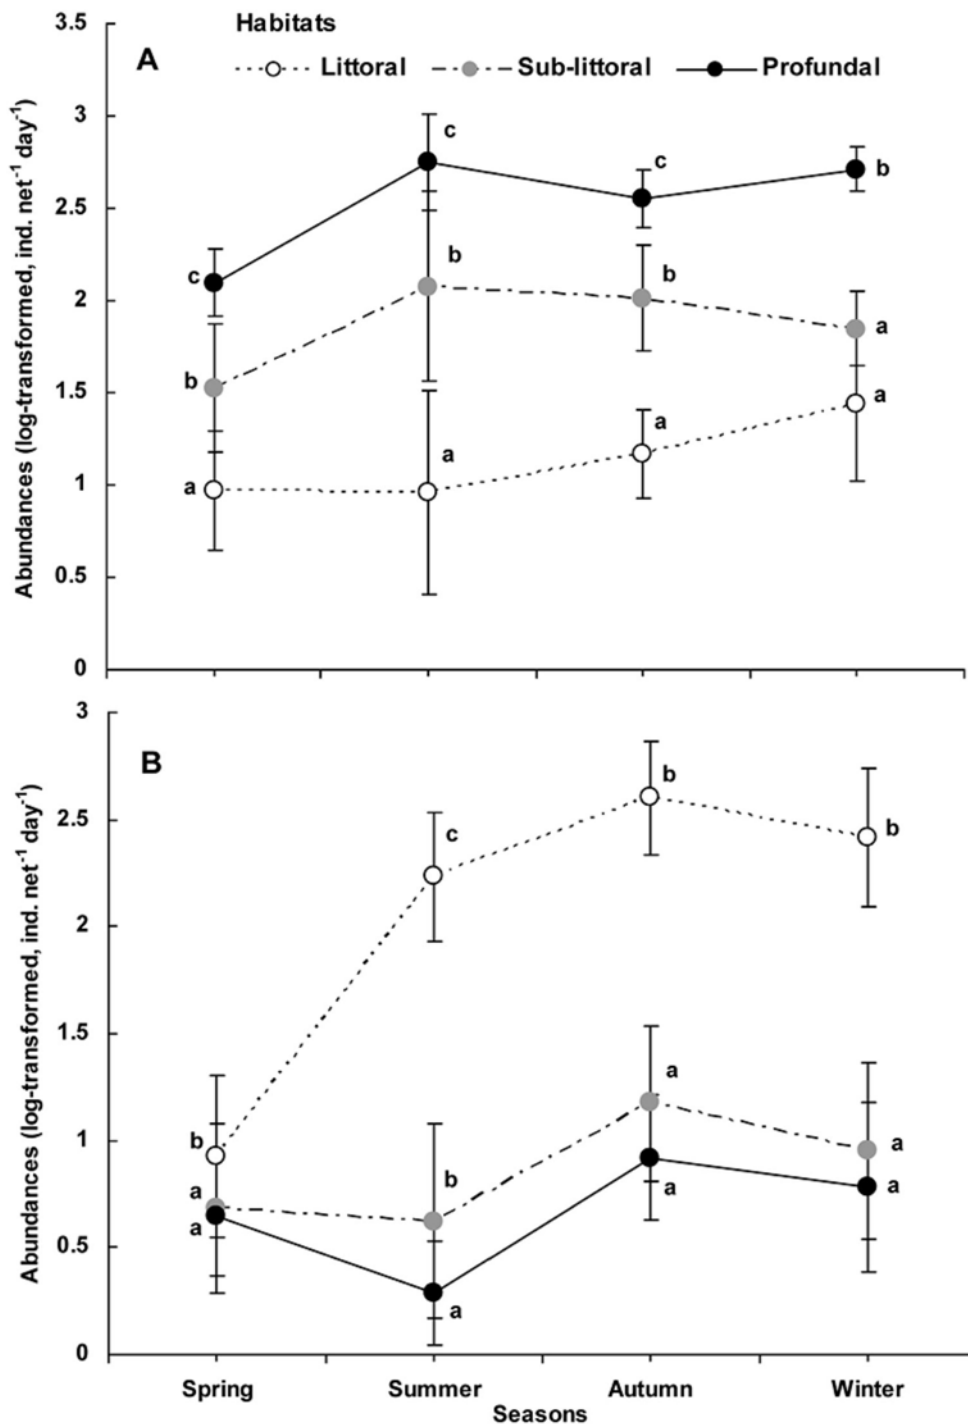 Habitats
A
Littoral Sub-littoral Profundal
Abundances (log-transformed, ind. net⁻¹ day⁻¹)
3.5
3
2.5
2
1.5
1
0.5
0
c
b
a
c
b
a
c
b
a
b
a
a
B
Abundances (log-transformed, ind. net⁻¹ day⁻¹)
3
2.5
2
1.5
1
0.5
0
b
a
a
c
b
a
b
a
a
b
a
a
Spring Summer Autumn Winter
Seasons